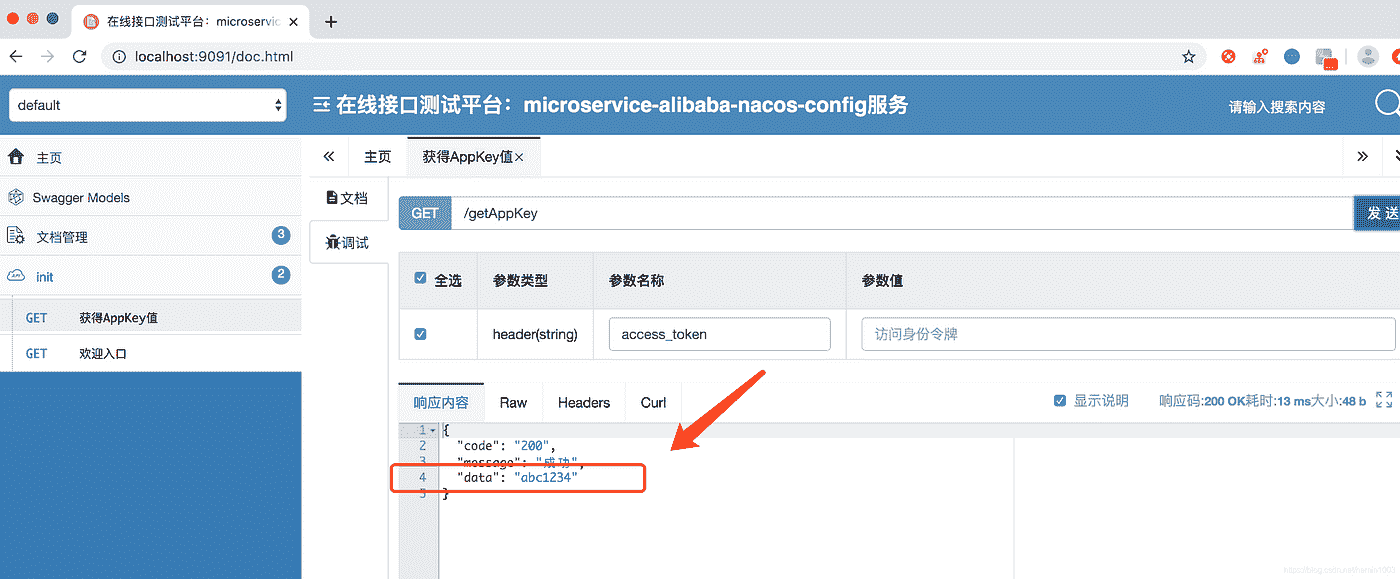 在线接口测试平台：microservic
localhost:9091/doc.html
default
在线接口测试平台：microservice-alibaba-nacos-config服务
请输入搜索内容
主页
Swagger Models
文档管理
3
init
2
GET 获得AppKey值
GET 欢迎入口
主页
获得AppKey值×
文档
调试
GET
/getAppKey
发 送
全选 参数类型 参数名称 参数值
header(string) access_token 访问身份令牌
响应内容 Raw Headers Curl
显示说明 响应码:200 OK耗时:13 ms大小:48 b
1 {
2 "code": "200",
3 "message": "成功",
4 "data": "abc1234"
5 }